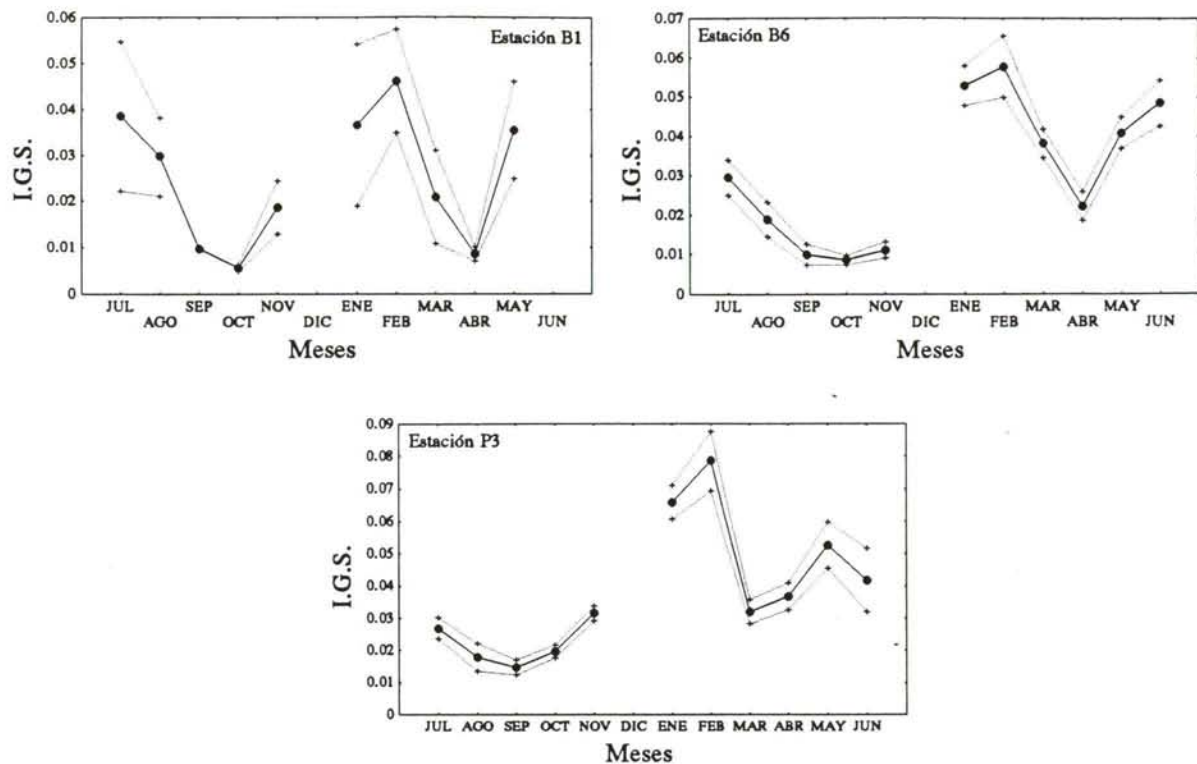 Estación B1
I.G.S.
0.06
0.05
0.04
0.03
0.02
0.01
0
JUL AGO SEP OCT NOV DIC ENE FEB MAR ABR MAY JUN
Meses
Estación B6
I.G.S.
0.07
0.06
0.05
0.04
0.03
0.02
0.01
0
JUL AGO SEP OCT NOV DIC ENE FEB MAR ABR MAY JUN
Meses
Estación P3
I.G.S.
0.09
0.08
0.07
0.06
0.05
0.04
0.03
0.02
0.01
0
JUL AGO SEP OCT NOV DIC ENE FEB MAR ABR MAY JUN
Meses